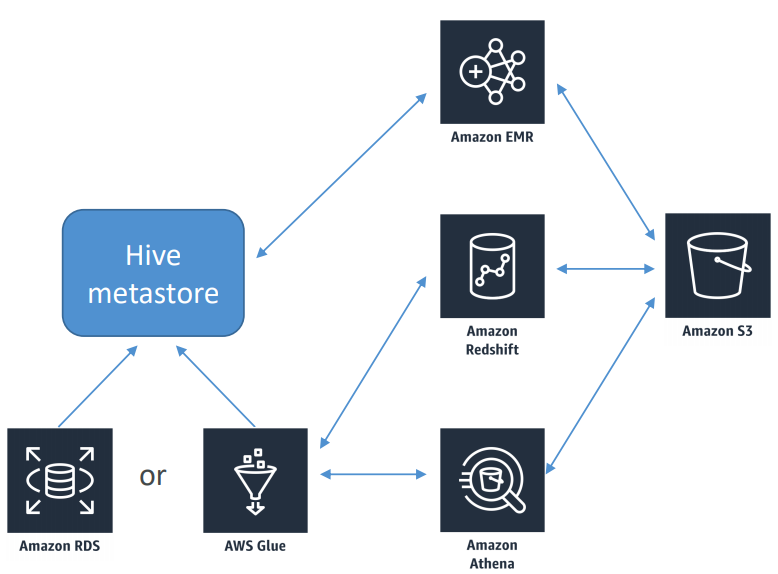 Amazon EMR
Hive
metastore
Amazon
Redshift
Amazon S3
or
Amazon RDS
AWS Glue
Amazon
Athena